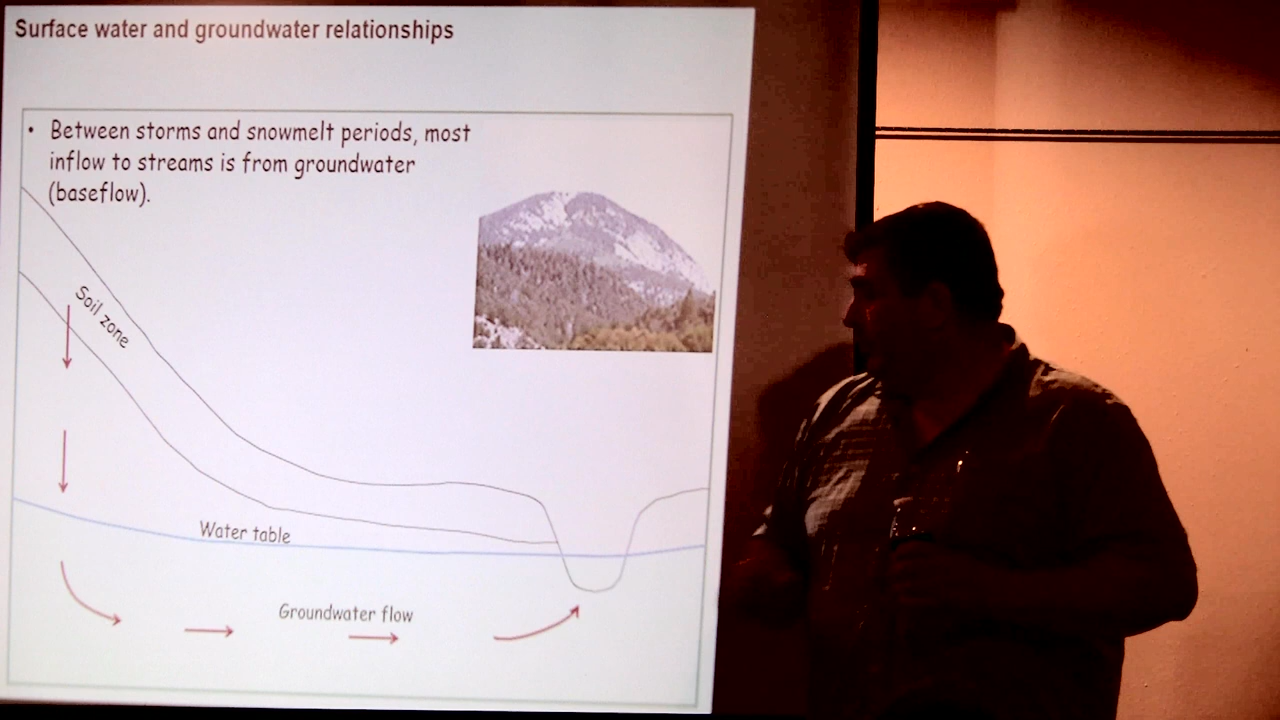 Surface water and groundwater relationships
• Between storms and snowmelt periods, most
inflow to streams is from groundwater
(baseflow).
Soil zone
Water table
Groundwater flow